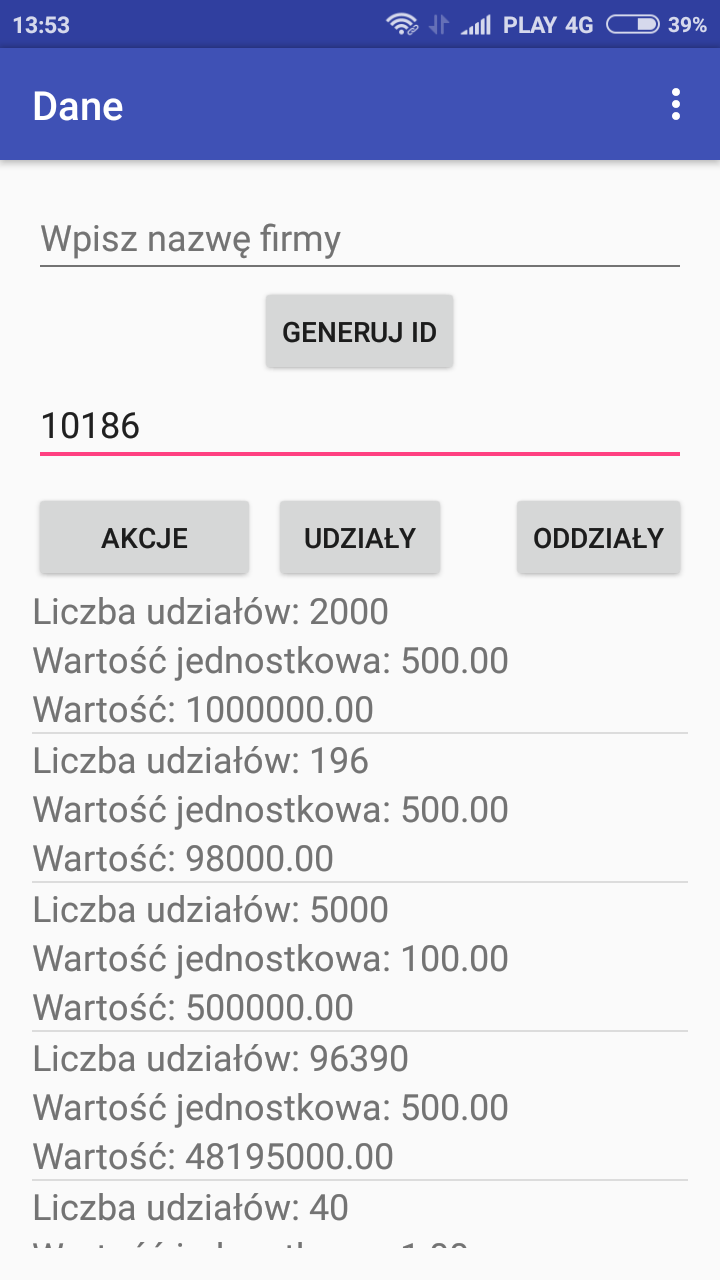 13:53 PLAY 4G 39%
Dane
Wpisz nazwę firmy
GENERUJ ID
10186
AKCJE UDZIAŁY ODDZIAŁY
Liczba udziałów: 2000
Wartość jednostkowa: 500.00
Wartość: 1000000.00
Liczba udziałów: 196
Wartość jednostkowa: 500.00
Wartość: 98000.00
Liczba udziałów: 5000
Wartość jednostkowa: 100.00
Wartość: 500000.00
Liczba udziałów: 96390
Wartość jednostkowa: 500.00
Wartość: 48195000.00
Liczba udziałów: 40